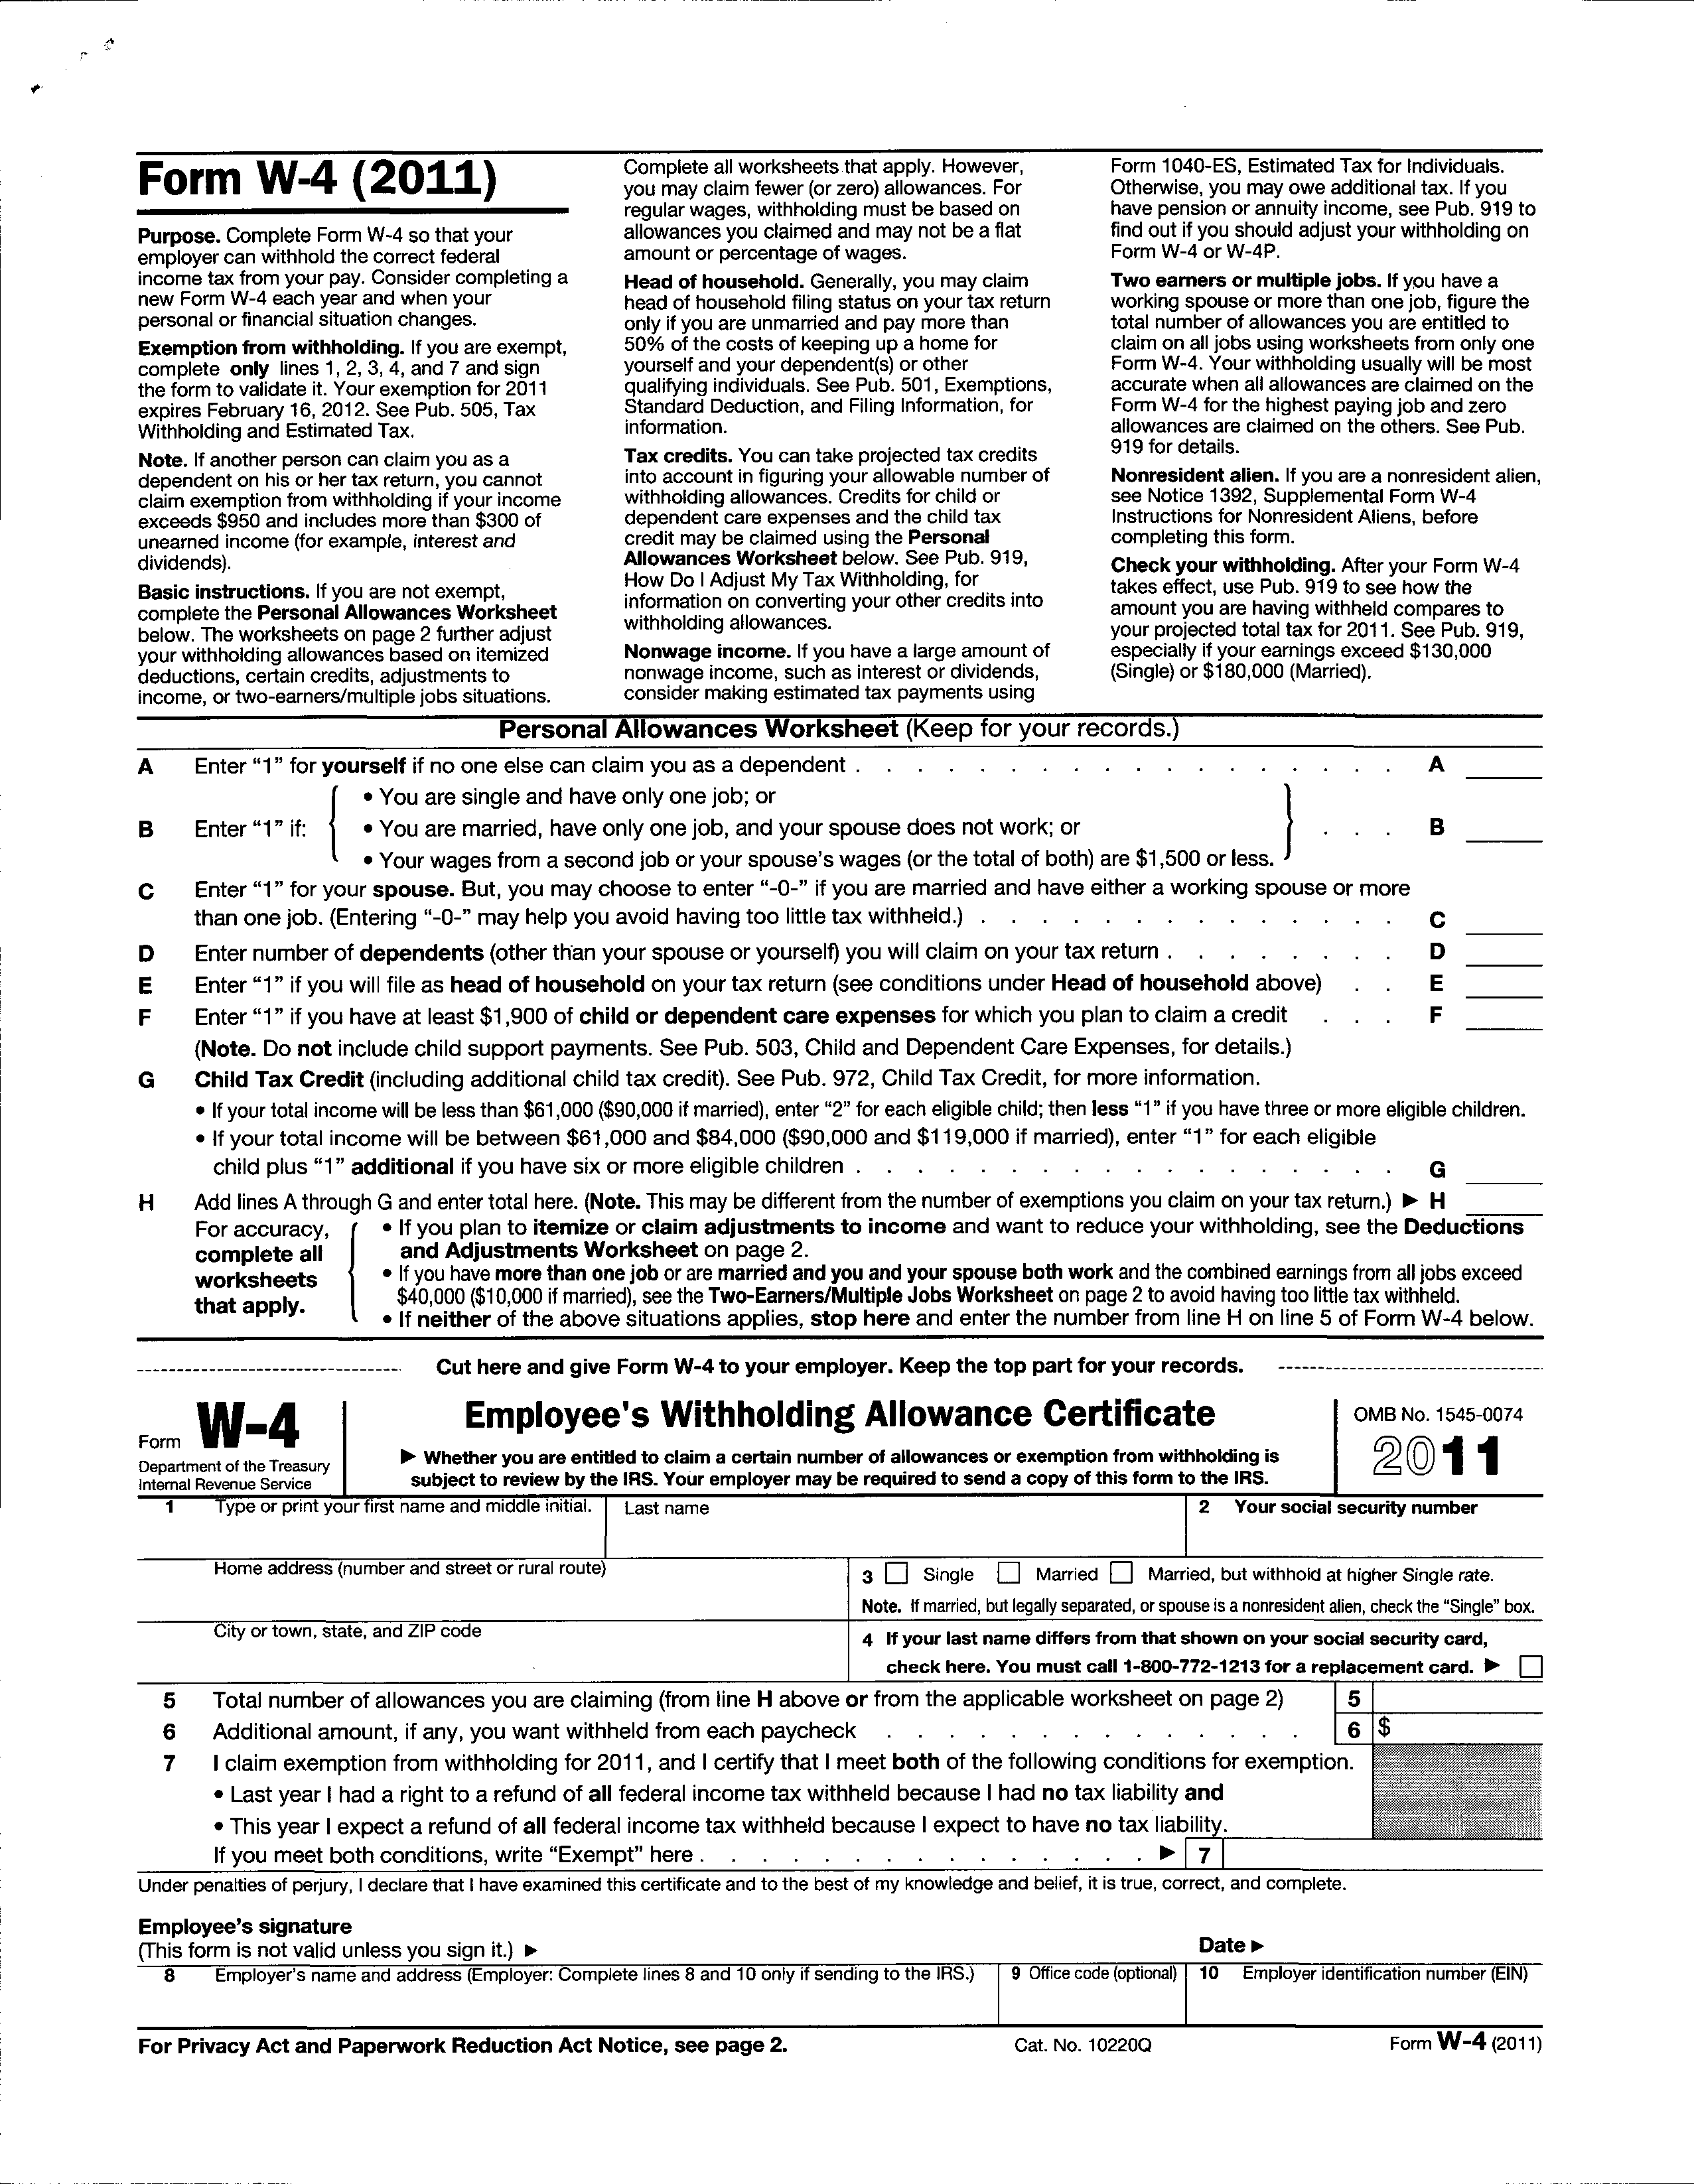 Form W-4 (2011)
Purpose. Complete Form W-4 so that your
employer can withhold the correct federal
income tax from your pay. Consider completing a
new Form W-4 each year and when your
personal or financial situation changes.
Exemption from withholding. If you are exempt,
complete only lines 1, 2, 3, 4, and 7 and sign
the form to validate it. Your exemption for 2011
expires February 16, 2012. See Pub. 505, Tax
Withholding and Estimated Tax.
Note. If another person can claim you as a
dependent on his or her tax return, you cannot
claim exemption from withholding if your income
exceeds $950 and includes more than $300 of
unearned income (for example, interest and
dividends).
Basic instructions. If you are not exempt,
complete the Personal Allowances Worksheet
below. The worksheets on page 2 further adjust
your withholding allowances based on itemized
deductions, certain credits, adjustments to
income, or two-earners/multiple jobs situations.
Complete all worksheets that apply. However,
you may claim fewer (or zero) allowances. For
regular wages, withholding must be based on
allowances you claimed and may not be a flat
amount or percentage of wages.
Head of household. Generally, you may claim
head of household filing status on your tax return
only if you are unmarried and pay more than
50% of the costs of keeping up a home for
yourself and your dependent(s) or other
qualifying individuals. See Pub. 501, Exemptions,
Standard Deduction, and Filing Information, for
information.
Tax credits. You can take projected tax credits
into account in figuring your allowable number of
withholding allowances. Credits for child or
dependent care expenses and the child tax
credit may be claimed using the Personal
Allowances Worksheet below. See Pub. 919,
How Do I Adjust My Tax Withholding, for
information on converting your other credits into
withholding allowances.
Nonwage income. If you have a large amount of
nonwage income, such as interest or dividends,
consider making estimated tax payments using
Form 1040-ES, Estimated Tax for Individuals.
Otherwise, you may owe additional tax. If you
have pension or annuity income, see Pub. 919 to
find out if you should adjust your withholding on
Form W-4 or W-4P.
Two earners or multiple jobs. If you have a
working spouse or more than one job, figure the
total number of allowances you are entitled to
claim on all jobs using worksheets from only one
Form W-4. Your withholding usually will be most
accurate when all allowances are claimed on the
Form W-4 for the highest paying job and zero
allowances are claimed on the others. See Pub.
919 for details.
Nonresident alien. If you are a nonresident alien,
see Notice 1392, Supplemental Form W-4
Instructions for Nonresident Aliens, before
completing this form.
Check your withholding. After your Form W-4
takes effect, use Pub. 919 to see how the
amount you are having withheld compares to
your projected total tax for 2011. See Pub. 919,
especially if your earnings exceed $130,000
(Single) or $180,000 (Married).
Personal Allowances Worksheet (Keep for your records.)
A Enter “1” for yourself if no one else can claim you as a dependent . . . . . . . . . . . . . . . . . . A
• You are single and have only one job; or
B Enter “1” if: • You are married, have only one job, and your spouse does not work; or . . . B
• Your wages from a second job or your spouse's wages (or the total of both) are $1,500 or less.
C Enter “1” for your spouse. But, you may choose to enter “-0-” if you are married and have either a working spouse or more
than one job. (Entering “-0-” may help you avoid having too little tax withheld.) . . . . . . . . . . . . . . C
D Enter number of dependents (other than your spouse or yourself) you will claim on your tax return . . . . . . . . D
E Enter “1” if you will file as head of household on your tax return (see conditions under Head of household above) . . E
F Enter “1” if you have at least $1,900 of child or dependent care expenses for which you plan to claim a credit . . . F
(Note. Do not include child support payments. See Pub. 503, Child and Dependent Care Expenses, for details.)
G Child Tax Credit (including additional child tax credit). See Pub. 972, Child Tax Credit, for more information.
• If your total income will be less than $61,000 ($90,000 if married), enter “2” for each eligible child; then less “1” if you have three or more eligible children.
• If your total income will be between $61,000 and $84,000 ($90,000 and $119,000 if married), enter “1” for each eligible
child plus “1” additional if you have six or more eligible children . . . . . . . . . . . . . . . . . . G
H Add lines A through G and enter total here. (Note. This may be different from the number of exemptions you claim on your tax return.) ▶ H
For accuracy, complete all worksheets that apply.
• If you plan to itemize or claim adjustments to income and want to reduce your withholding, see the Deductions
and Adjustments Worksheet on page 2.
• If you have more than one job or are married and you and your spouse both work and the combined earnings from all jobs exceed
$40,000 ($10,000 if married), see the Two-Earners/Multiple Jobs Worksheet on page 2 to avoid having too little tax withheld.
• If neither of the above situations applies, stop here and enter the number from line H on line 5 of Form W-4 below.
Cut here and give Form W-4 to your employer. Keep the top part for your records.
Form W-4
Department of the Treasury
Internal Revenue Service
Employee's Withholding Allowance Certificate
▶ Whether you are entitled to claim a certain number of allowances or exemption from withholding is
subject to review by the IRS. Your employer may be required to send a copy of this form to the IRS.
OMB No. 1545-0074
2011
1 Type or print your first name and middle initial. Last name 2 Your social security number
Home address (number and street or rural route)
3 Single Married Married, but withhold at higher Single rate.
Note. If married, but legally separated, or spouse is a nonresident alien, check the “Single” box.
City or town, state, and ZIP code
4 If your last name differs from that shown on your social security card,
check here. You must call 1-800-772-1213 for a replacement card. ▶
5 Total number of allowances you are claiming (from line H above or from the applicable worksheet on page 2) 5
6 Additional amount, if any, you want withheld from each paycheck . . . . . . . . . . . . . . 6 $
7 I claim exemption from withholding for 2011, and I certify that I meet both of the following conditions for exemption.
• Last year I had a right to a refund of all federal income tax withheld because I had no tax liability and
• This year I expect a refund of all federal income tax withheld because I expect to have no tax liability.
If you meet both conditions, write “Exempt” here . . . . . . . . . . . . . . . ▶ 7
Under penalties of perjury, I declare that I have examined this certificate and to the best of my knowledge and belief, it is true, correct, and complete.
Employee's signature
(This form is not valid unless you sign it.) ▶ Date ▶
8 Employer's name and address (Employer: Complete lines 8 and 10 only if sending to the IRS.) 9 Office code (optional) 10 Employer identification number (EIN)
For Privacy Act and Paperwork Reduction Act Notice, see page 2. Cat. No. 10220Q Form W-4 (2011)